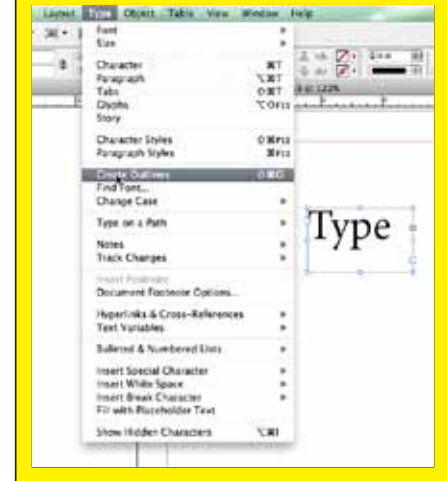 Layout Type Object Table View Window Help
Font
Size
Character ⌘T
Paragraph ⌥⌘T
Tabs ⇧⌘T
Glyphs ⌥⇧F11
Story
Character Styles ⇧⌘F11
Paragraph Styles ⌘F11
Create Outlines ⇧⌘O
Find Font...
Change Case
Type on a Path
Notes
Track Changes
Insert Footnote
Document Footnote Options...
Hyperlinks & Cross-References
Text Variables
Bulleted & Numbered Lists
Insert Special Character
Insert White Space
Insert Break Character
Fill with Placeholder Text
Show Hidden Characters ⌥⌘I
Type